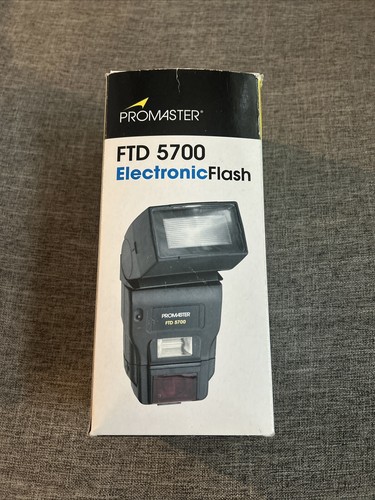 PROMASTER®
FTD 5700
ElectronicFlash
PROMASTER
FTD 5700